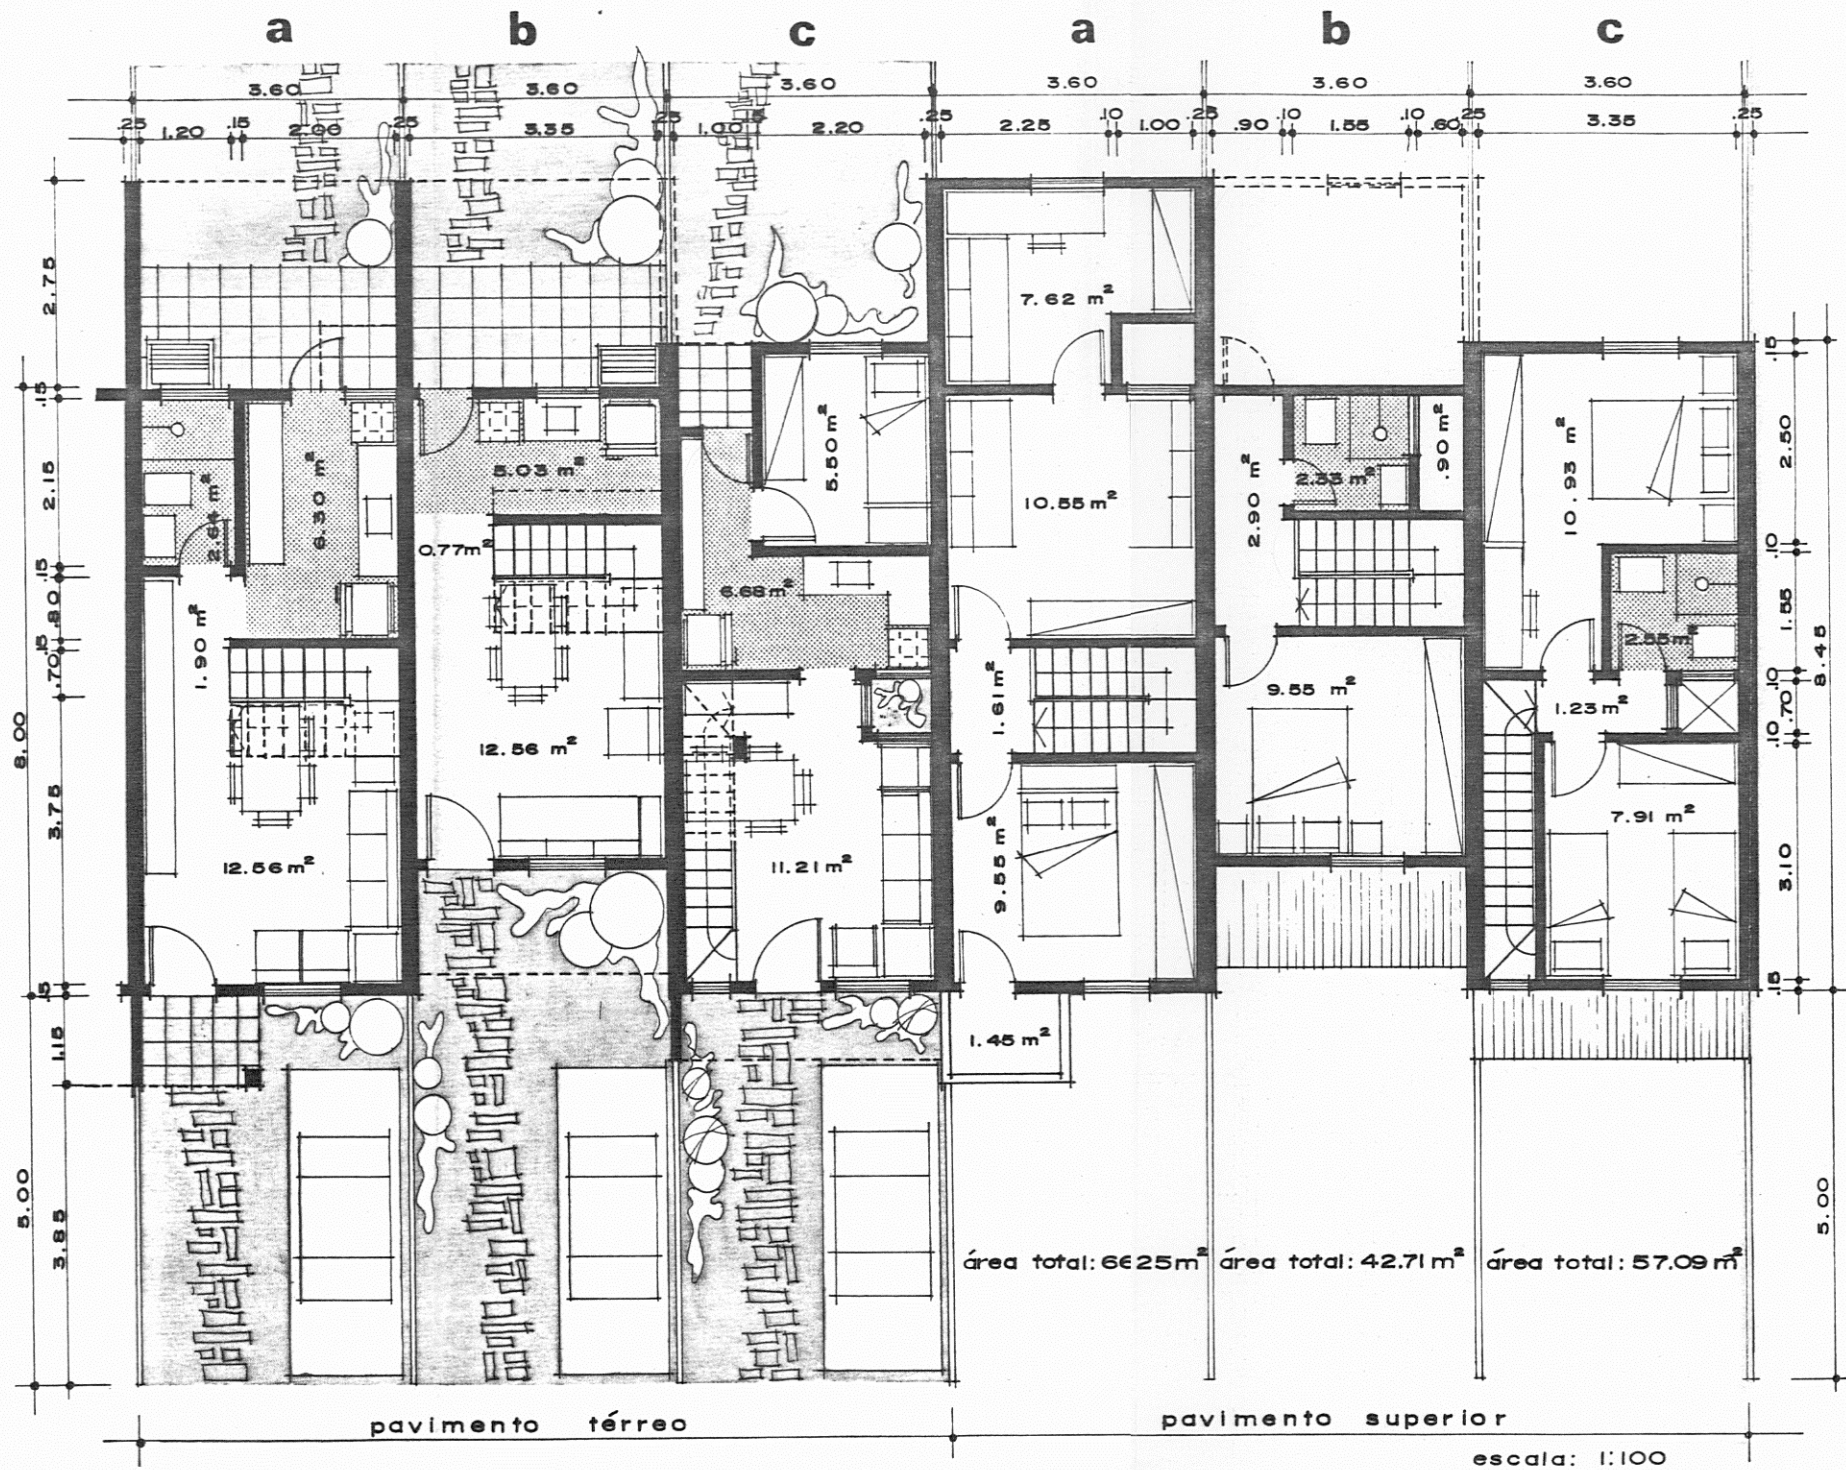 a b c a b c
3.60 3.60 3.60 3.60 3.60 3.60
.25 1.20 .15 2.00 .25 3.35 .25 1.00 .15 2.20 .25 2.25 .10 1.00 .25 .90 .10 1.55 .10 .60 .25 3.35 .25
2.75
.15
2.15
.15
.80
.15
.70
3.75
.15
1.15
3.85
8.00
5.00
2.64 m²
6.30 m²
1.90 m²
12.56 m²
5.03 m²
0.77m²
12.56 m²
5.50 m²
6.68 m²
11.21 m²
7.62 m²
10.55 m²
1.61 m²
9.55 m²
1.45 m²
2.90 m²
2.33 m²
.90 m²
9.55 m²
10.93 m²
2.55m²
1.23 m²
7.91 m²
.15
2.50
.10
1.55
.10
.70
.10
3.10
.15
8.45
5.00
área total: 6625m² área total: 42.71 m² área total: 57.09 m²
pavimento térreo pavimento superior
escala: 1:100